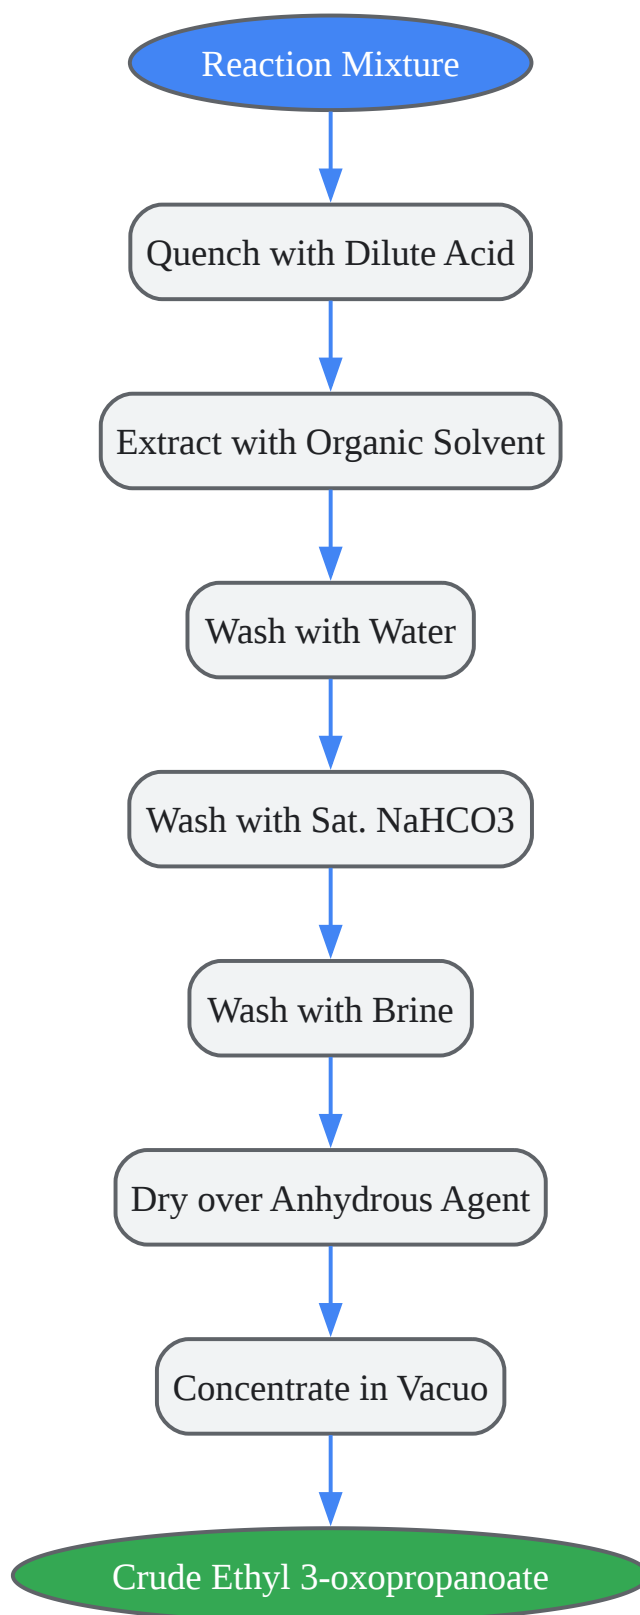 Reaction Mixture
Quench with Dilute Acid
Extract with Organic Solvent
Wash with Water
Wash with Sat. NaHCO3
Wash with Brine
Dry over Anhydrous Agent
Concentrate in Vacuo
Crude Ethyl 3-oxopropanoate